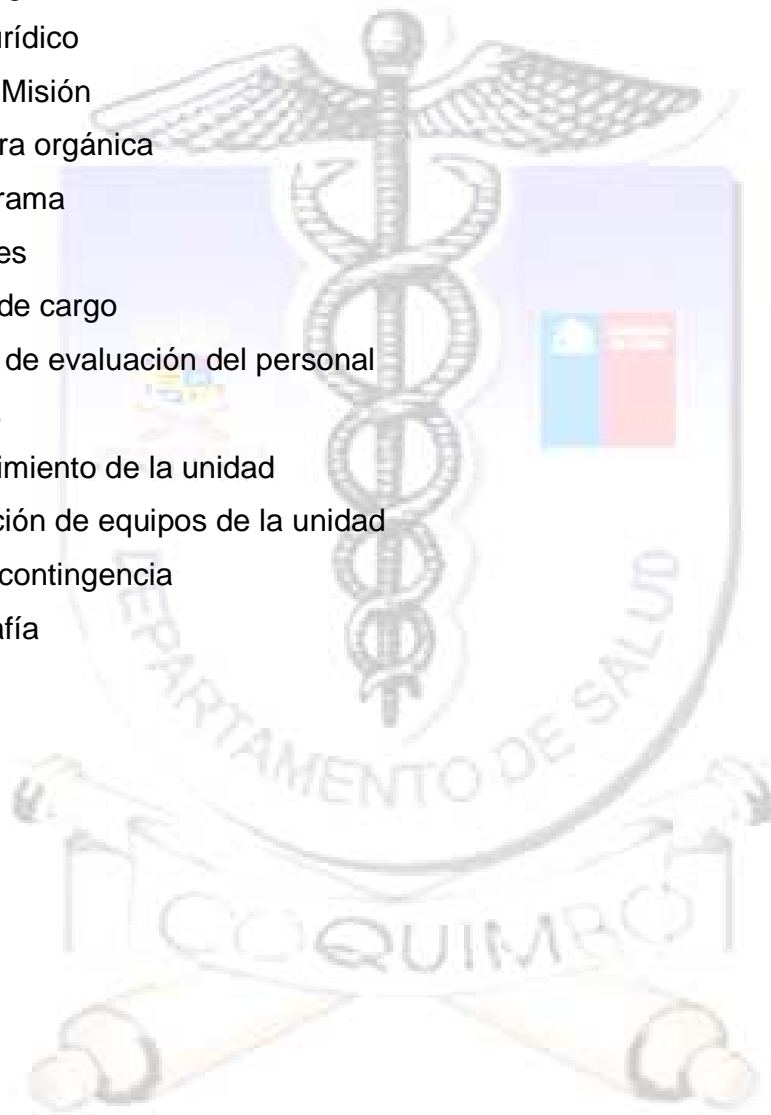 urídico
Misión
ra orgánica
rama
es
de cargo
de evaluación del personal
imiento de la unidad
ción de equipos de la unidad
contingencia
afía
DEPARTAMENTO DE SALUD
COQUIMBO